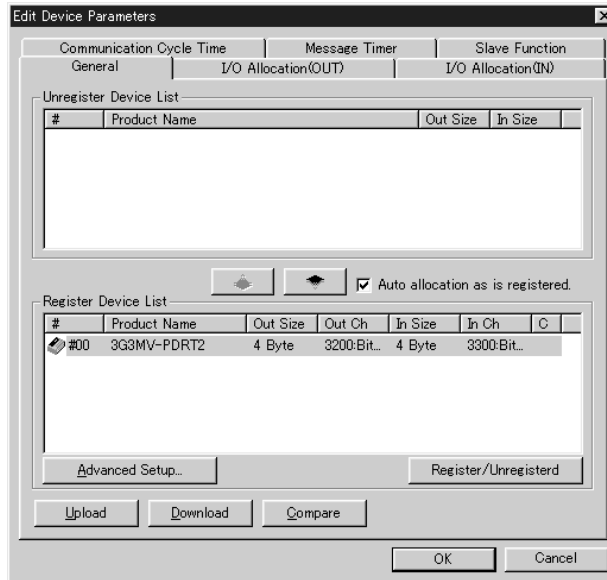 Edit Device Parameters
Communication Cycle Time Message Timer Slave Function
General I/O Allocation(OUT) I/O Allocation(IN)
Unregister Device List
# Product Name Out Size In Size
Auto allocation as is registered.
Register Device List
# Product Name Out Size Out Ch In Size In Ch C
#00 3G3MV-PDRT2 4 Byte 3200:Bit... 4 Byte 3300:Bit...
Advanced Setup... Register/Unregisterd
Upload Download Compare
OK Cancel